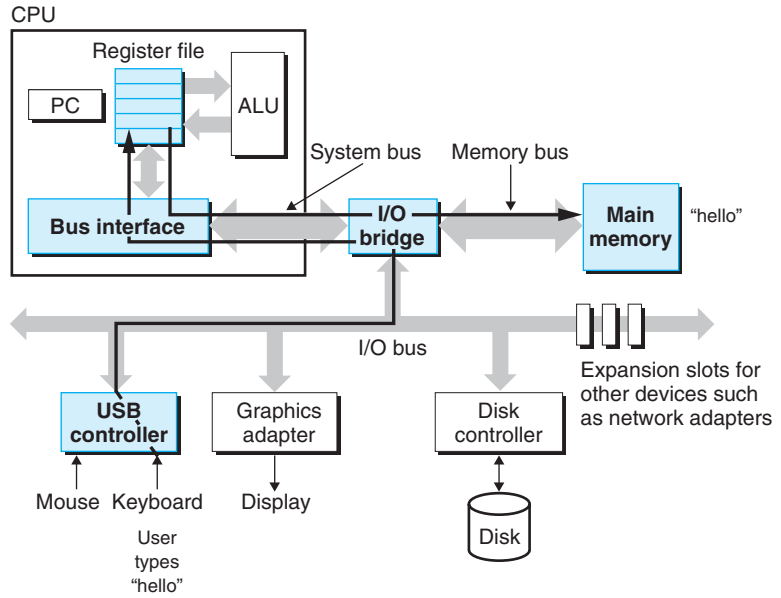 CPU
Register file
PC
ALU
System bus
Memory bus
Bus interface
I/O
bridge
Main
memory
“hello”
I/O bus
Expansion slots for
other devices such
as network adapters
USB
controller
Graphics
adapter
Disk
controller
Mouse
Keyboard
Display
Disk
User
types
“hello”